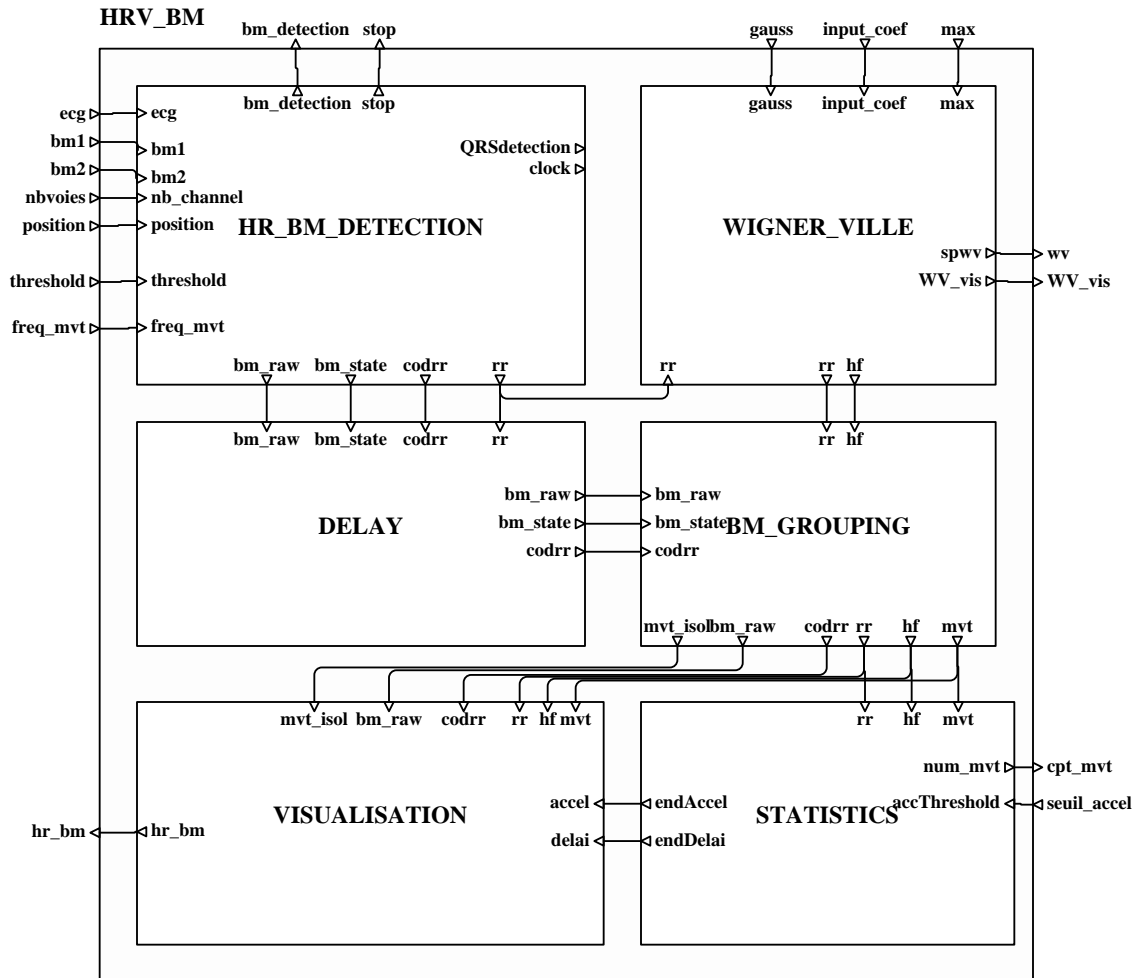 HRV_BM
bm_detection stop gauss input_coef max
bm_detection stop gauss input_coef max
ecg ecg
bm1 bm1
QRSdetection
bm2 bm2
clock
nbvoies nb_channel
position position
HR_BM_DETECTION WIGNER_VILLE
spwv wv
threshold threshold WV_vis WV_vis
freq_mvt freq_mvt
bm_raw bm_state codrr rr rr rr hf
bm_raw bm_state codrr rr rr hf
bm_raw bm_raw
DELAY bm_state bm_state BM_GROUPING
codrr codrr
mvt_isol bm_raw codrr rr hf mvt
mvt_isol bm_raw codrr rr hf mvt rr hf mvt
num_mvt cpt_mvt
accel endAccel accThreshold seuil_accel
VISUALISATION STATISTICS
hr_bm hr_bm delai endDelai